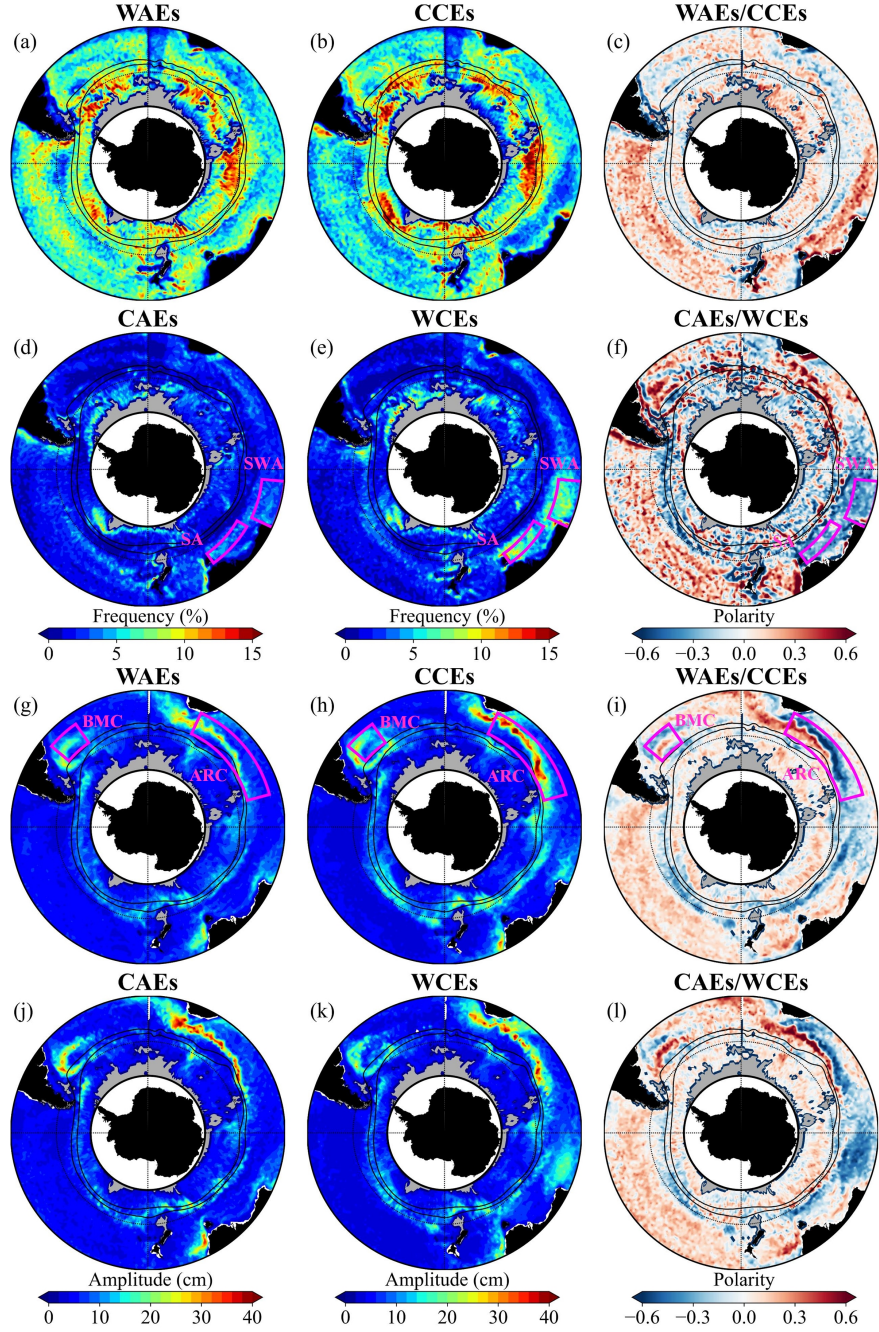 WAEs CCEs WAEs/CCEs
(a) (b) (c)
CAEs WCEs CAEs/WCEs
(d) (e) (f)
SWA SWA SWA
SA SA SA
Frequency (%) Frequency (%) Polarity
0 5 10 15 0 5 10 15 −0.6 −0.3 0.0 0.3 0.6
WAEs CCEs WAEs/CCEs
(g) (h) (i)
BMC BMC BMC
ARC ARC ARC
CAEs WCEs CAEs/WCEs
(j) (k) (l)
Amplitude (cm) Amplitude (cm) Polarity
0 10 20 30 40 0 10 20 30 40 −0.6 −0.3 0.0 0.3 0.6